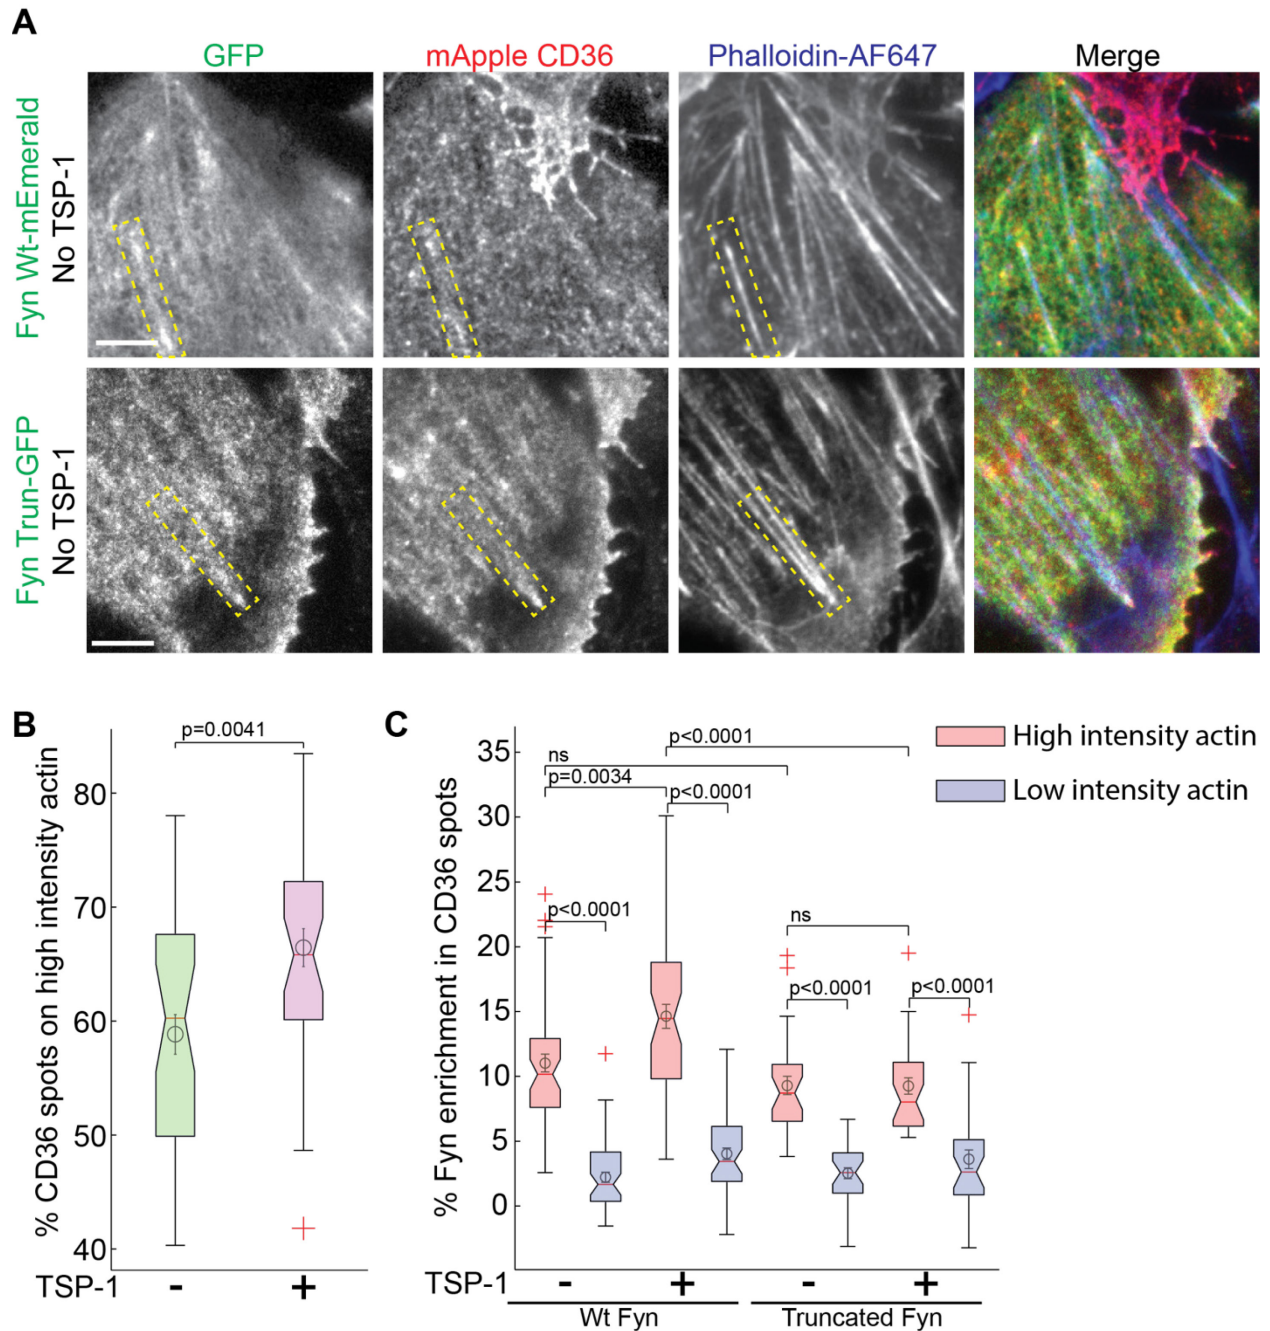 A
GFP
mApple CD36
Phalloidin-AF647
Merge
Fyn Wt-mEmerald
No TSP-1
Fyn Trun-GFP
No TSP-1
B
p=0.0041
% CD36 spots on high intensity actin
80
70
60
50
40
TSP-1
-
+
C
High intensity actin
Low intensity actin
% Fyn enrichment in CD36 spots
35
30
25
20
15
10
5
0
p<0.0001
ns
p=0.0034
p<0.0001
p<0.0001
ns
p<0.0001
p<0.0001
TSP-1
-
+
-
+
Wt Fyn
Truncated Fyn